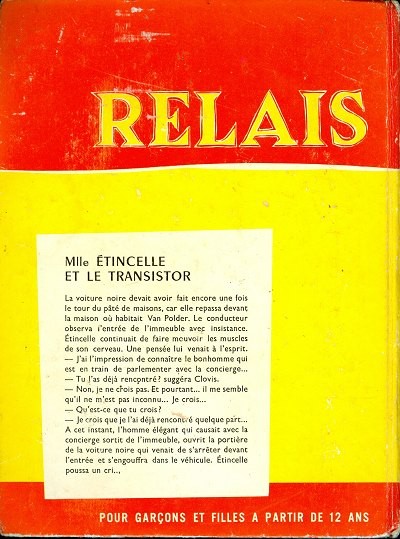 RELAIS
Mlle ÉTINCELLE
ET LE TRANSISTOR
La voiture noire devait avoir fait encore une fois
le tour du pâté de maisons, car elle repassa devant
la maison où habitait Van Polder. Le conducteur
observa l'entrée de l'immeuble avec insistance.
Étincelle continuait de faire meuvoir les muscles
de son cerveau. Une pensée lui venait à l'esprit.
— J'ai l'impression de connaître le bonhomme qui
est en train de parlementer avec la concierge...
— Tu l'as déjà rencontré? suggéra Clovis.
— Non, je ne crois pas. Et pourtant... il me semble
qu'il ne m'est pas inconnu... Je crois...
— Qu'est-ce que tu crois?
— Je crois que je l'ai déjà rencontré quelque part...
A cet instant, l'homme élégant qui causait avec la
concierge sortit de l'immeuble, ouvrit la portière
de la voiture noire qui venait de s'arrêter devant
l'entrée et s'engouffra dans le véhicule. Étincelle
poussa un cri...
POUR GARÇONS ET FILLES A PARTIR DE 12 ANS